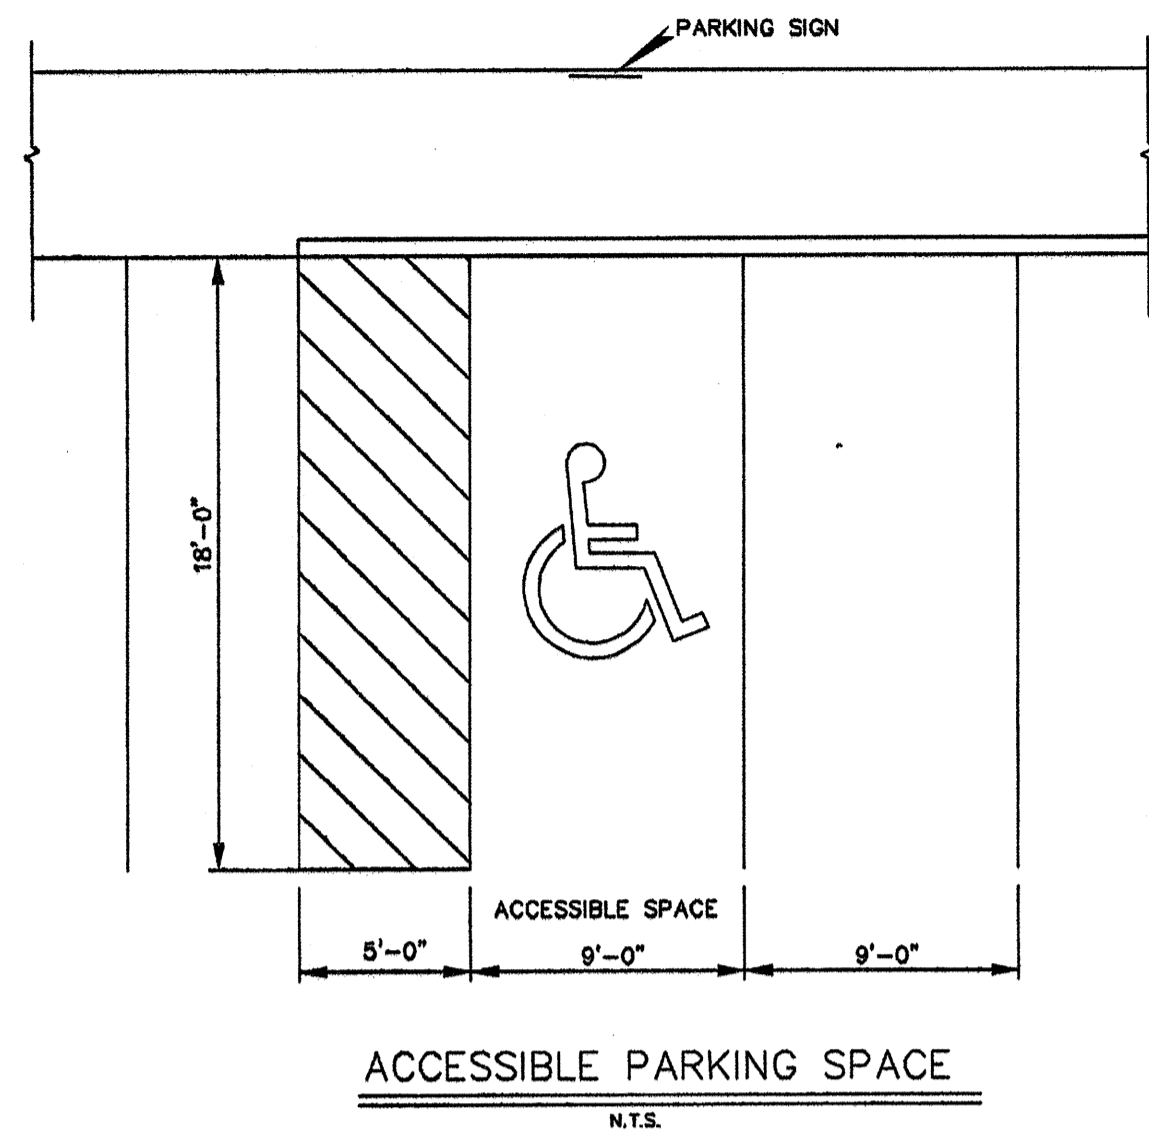 PARKING SIGN
18'-0"
ACCESSIBLE SPACE
5'-0"
9'-0"
9'-0"
ACCESSIBLE PARKING SPACE
N.T.S.